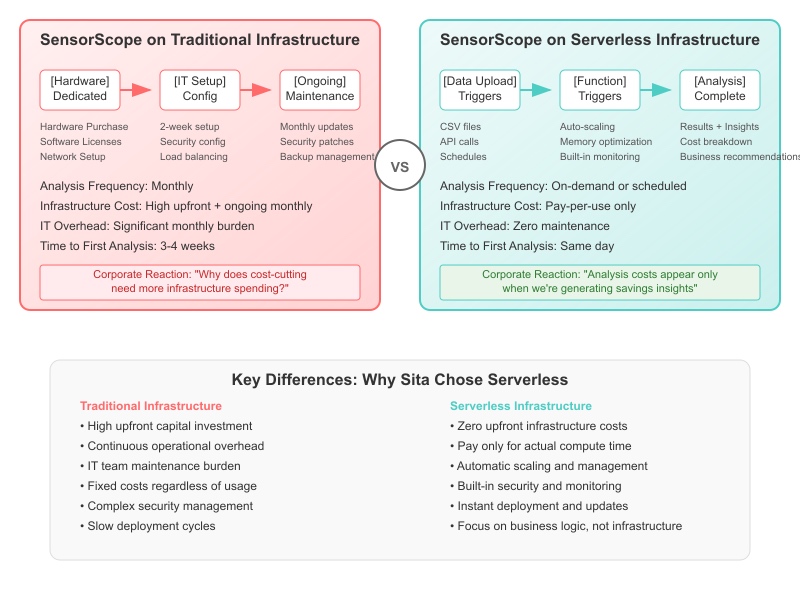 SensorScope on Traditional Infrastructure
[Hardware]
Dedicated
[IT Setup]
Config
[Ongoing]
Maintenance
Hardware Purchase
Software Licenses
Network Setup
2-week setup
Security config
Load balancing
Monthly updates
Security patches
Backup management
Analysis Frequency: Monthly
Infrastructure Cost: High upfront + ongoing monthly
IT Overhead: Significant monthly burden
Time to First Analysis: 3-4 weeks
Corporate Reaction: "Why does cost-cutting
need more infrastructure spending?"
VS
SensorScope on Serverless Infrastructure
[Data Upload]
Triggers
[Function]
Triggers
[Analysis]
Complete
CSV files
API calls
Schedules
Auto-scaling
Memory optimization
Built-in monitoring
Results + Insights
Cost breakdown
Business recommendations
Analysis Frequency: On-demand or scheduled
Infrastructure Cost: Pay-per-use only
IT Overhead: Zero maintenance
Time to First Analysis: Same day
Corporate Reaction: "Analysis costs appear only
when we're generating savings insights"
Key Differences: Why Sita Chose Serverless
Traditional Infrastructure
• High upfront capital investment
• Continuous operational overhead
• IT team maintenance burden
• Fixed costs regardless of usage
• Complex security management
• Slow deployment cycles
Serverless Infrastructure
• Zero upfront infrastructure costs
• Pay only for actual compute time
• Automatic scaling and management
• Built-in security and monitoring
• Instant deployment and updates
• Focus on business logic, not infrastructure